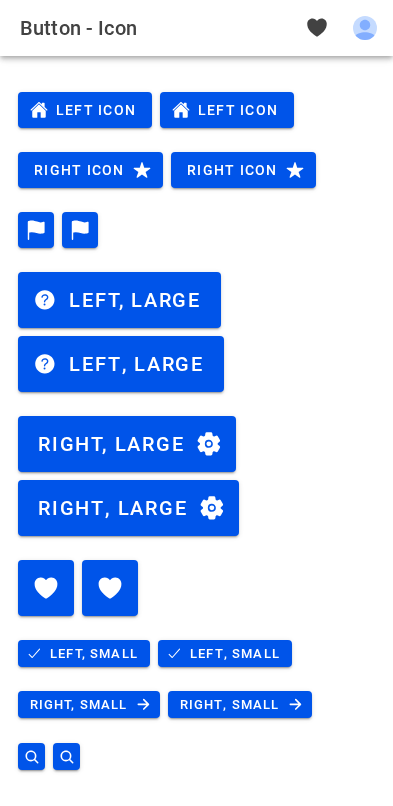 Button - Icon
LEFT ICON LEFT ICON
RIGHT ICON RIGHT ICON
LEFT, LARGE
LEFT, LARGE
RIGHT, LARGE
RIGHT, LARGE
LEFT, SMALL LEFT, SMALL
RIGHT, SMALL RIGHT, SMALL